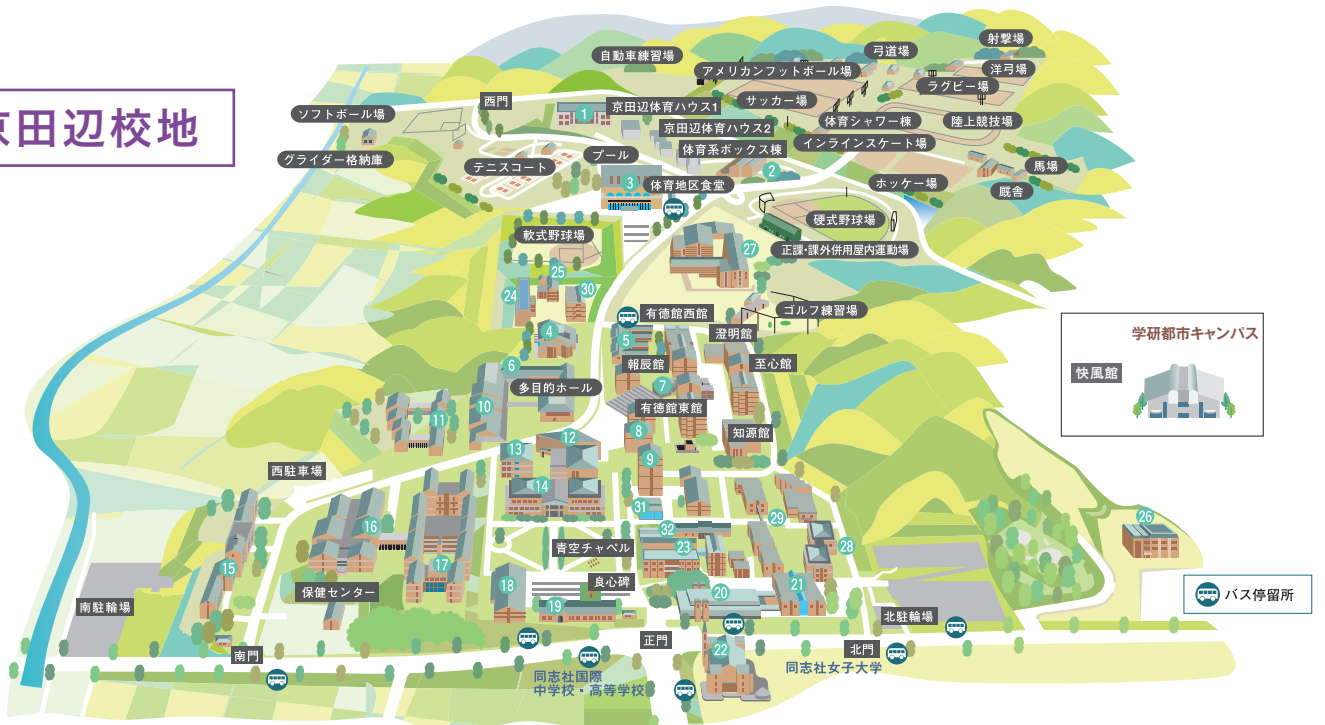 京田辺校地
自動車練習場
弓道場
射撃場
アメリカンフットボール場
洋弓場
ラグビー場
西門
京田辺体育ハウス1
サッカー場
ソフトボール場
1
京田辺体育ハウス2
体育シャワー棟
陸上競技場
グライダー格納庫
テニスコート
プール
体育系ボックス棟
インラインスケート場
馬場
2
3
体育地区食堂
ホッケー場
厩舎
軟式野球場
硬式野球場
27
正課・課外併用屋内運動場
25
24
30
ゴルフ練習場
有徳館西館
4
5
澄明館
学研都市キャンパス
快風館
6
報辰館
至心館
多目的ホール
7
10
有徳館東館
11
8
知源館
12
13
9
西駐車場
14
31
16
29
26
32
28
青空チャペル
23
15
17
18
良心碑
20
21
保健センター
19
南駐輪場
北駐輪場
バス停留所
正門
22
北門
南門
同志社女子大学
同志社国際
中学校・高等学校